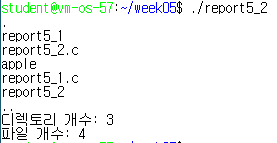 student@vm-os-57:~/week05$ ./report5_2
.
report5_1
report5_2.c
apple
report5_1.c
report5_2
..
디렉토리 개수: 3
파일 개수: 4